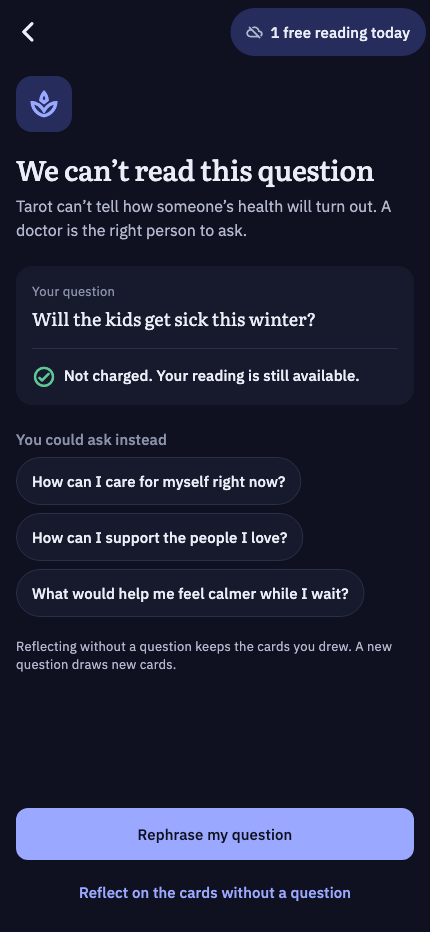 1 free reading today
We can’t read this question
Tarot can’t tell how someone’s health will turn out. A
doctor is the right person to ask.
Your question
Will the kids get sick this winter?
Not charged. Your reading is still available.
You could ask instead
How can I care for myself right now?
How can I support the people I love?
What would help me feel calmer while I wait?
Reflecting without a question keeps the cards you drew. A new
question draws new cards.
Rephrase my question
Reflect on the cards without a question